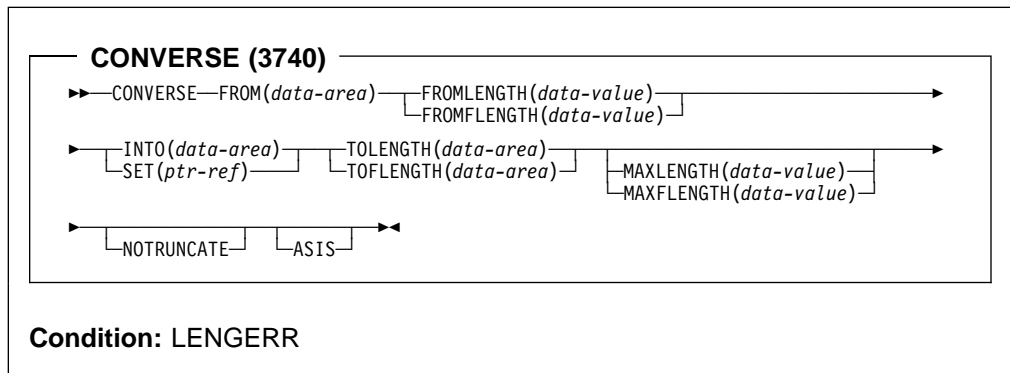 CONVERSE (3740)
CONVERSE FROM(data-area) FROMLENGTH(data-value)
FROMFLENGTH(data-value)
INTO(data-area) TOLENGTH(data-area)
SET(ptr-ref) TOFLENGTH(data-area) MAXLENGTH(data-value)
MAXFLENGTH(data-value)
NOTRUNCATE ASIS
Condition: LENGERR